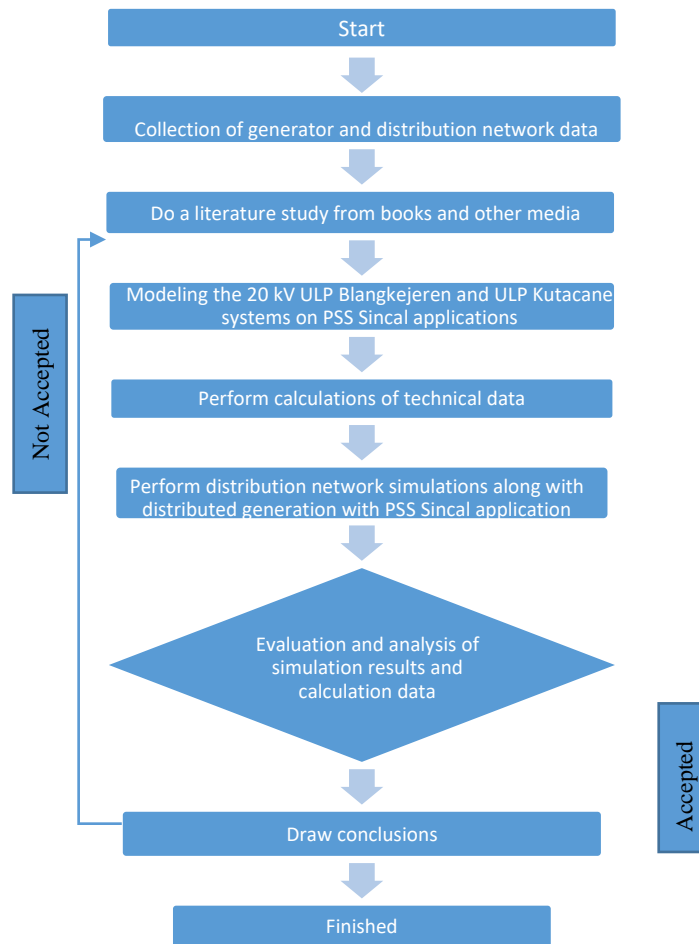 Start
Collection of generator and distribution network data
Do a literature study from books and other media
Modeling the 20 kV ULP Blangkejeren and ULP Kutacane
systems on PSS Sincal applications
Not Accepted
Perform calculations of technical data
Perform distribution network simulations along with
distributed generation with PSS Sincal application
Evaluation and analysis of
simulation results and
calculation data
Accepted
Draw conclusions
Finished